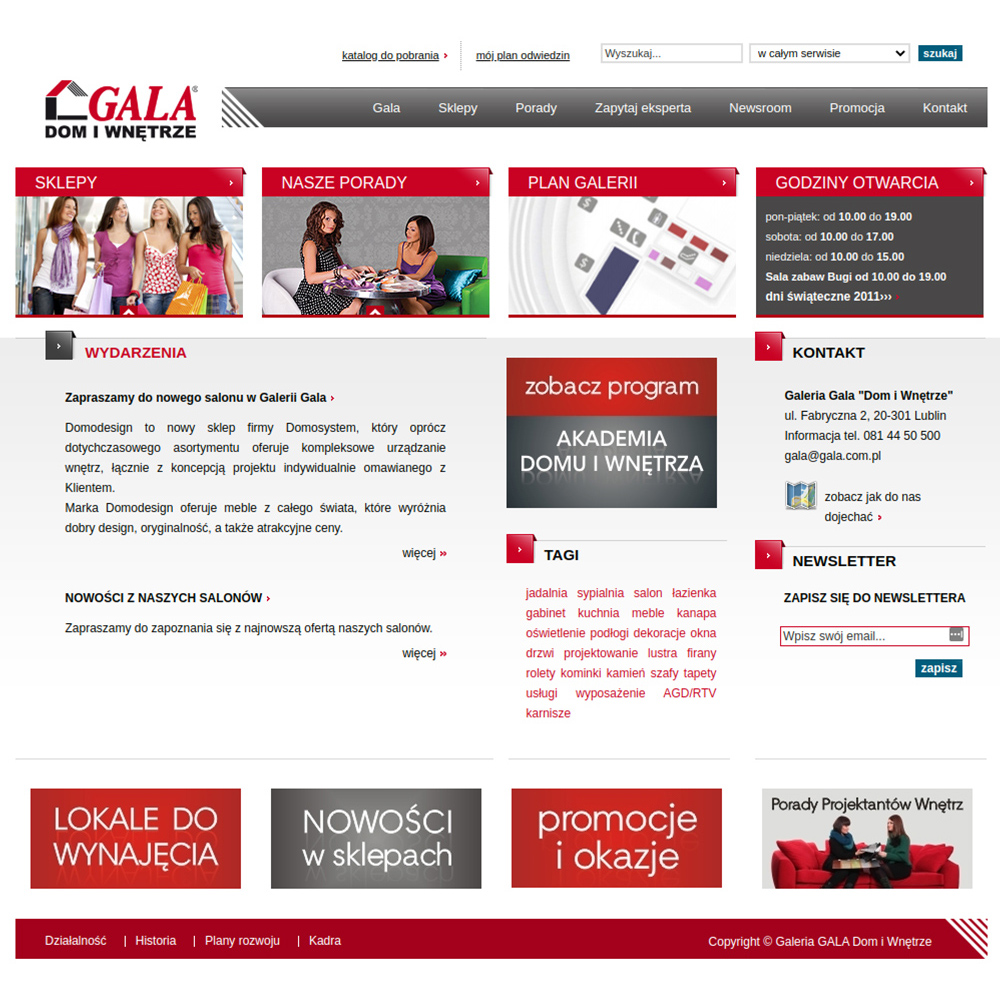 katalog do pobrania
mój plan odwiedzin
Wyszukaj...
w całym serwisie
szukaj
GALA®
DOM I WNĘTRZE
Gala
Sklepy
Porady
Zapytaj eksperta
Newsroom
Promocja
Kontakt
SKLEPY
NASZE PORADY
PLAN GALERII
GODZINY OTWARCIA
pon-piątek: od 10.00 do 19.00
sobota: od 10.00 do 17.00
niedziela: od 10.00 do 15.00
Sala zabaw Bugi od 10.00 do 19.00
dni świąteczne 2011›››
WYDARZENIA
Zapraszamy do nowego salonu w Galerii Gala
Domodesign to nowy sklep firmy Domosystem, który oprócz
dotychczasowego asortymentu oferuje kompleksowe urządzanie
wnętrz, łącznie z koncepcją projektu indywidualnie omawianego z
Klientem.
Marka Domodesign oferuje meble z całego świata, które wyróżnia
dobry design, oryginalność, a także atrakcyjne ceny.
więcej
NOWOŚCI Z NASZYCH SALONÓW
Zapraszamy do zapoznania się z najnowszą ofertą naszych salonów.
więcej
zobacz program
AKADEMIA
DOMU I WNĘTRZA
TAGI
jadalnia sypialnia salon łazienka
gabinet kuchnia meble kanapa
oświetlenie podłogi dekoracje okna
drzwi projektowanie lustra firany
rolety kominki kamień szafy tapety
usługi wyposażenie AGD/RTV
karnisze
KONTAKT
Galeria Gala "Dom i Wnętrze"
ul. Fabryczna 2, 20-301 Lublin
Informacja tel. 081 44 50 500
gala@gala.com.pl
zobacz jak do nas
dojechać
NEWSLETTER
ZAPISZ SIĘ DO NEWSLETTERA
Wpisz swój email...
zapisz
LOKALE DO
WYNAJĘCIA
NOWOŚCI
w sklepach
promocje
i okazje
Porady Projektantów Wnętrz
Działalność | Historia | Plany rozwoju | Kadra
Copyright © Galeria GALA Dom i Wnętrze